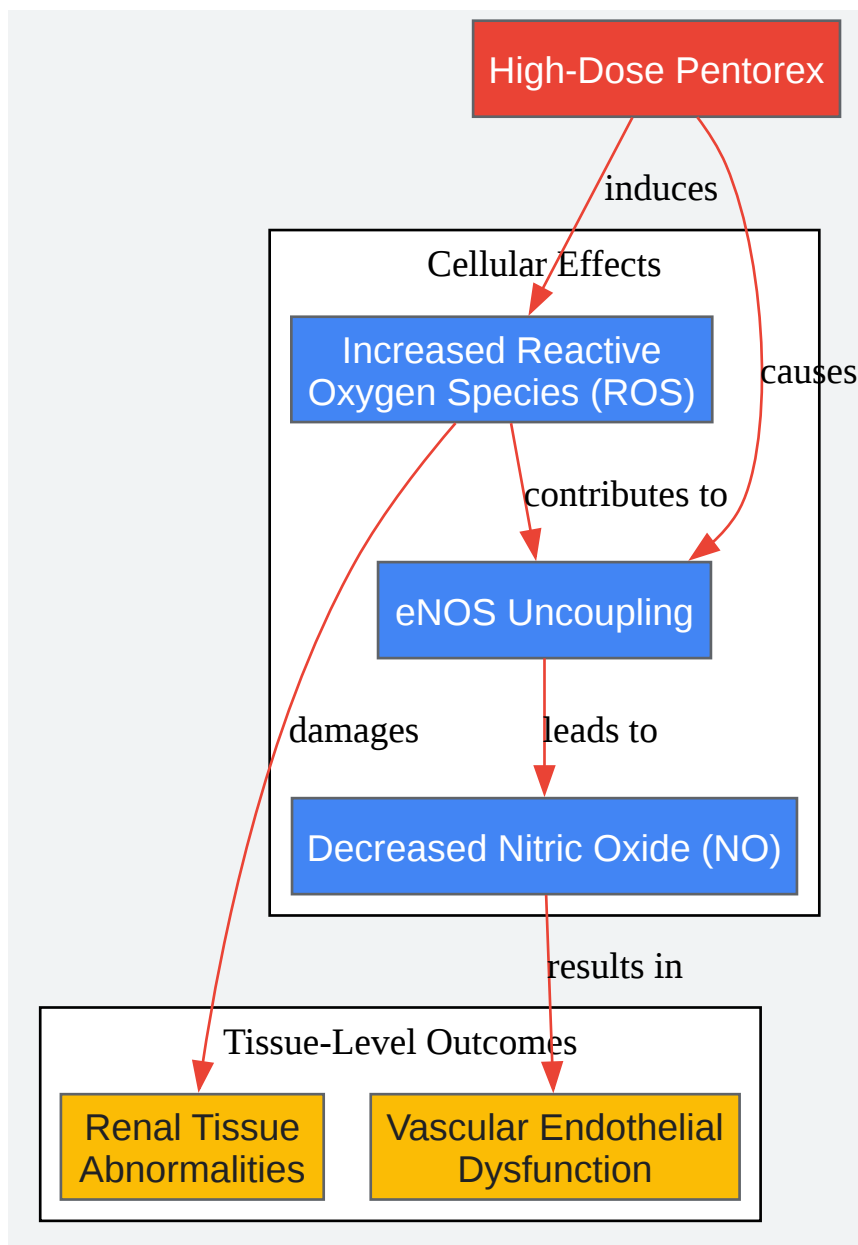 High-Dose Pentorex
induces
Cellular Effects
Increased Reactive
Oxygen Species (ROS)
causes
contributes to
eNOS Uncoupling
damages
leads to
Decreased Nitric Oxide (NO)
results in
Tissue-Level Outcomes
Renal Tissue
Abnormalities
Vascular Endothelial
Dysfunction